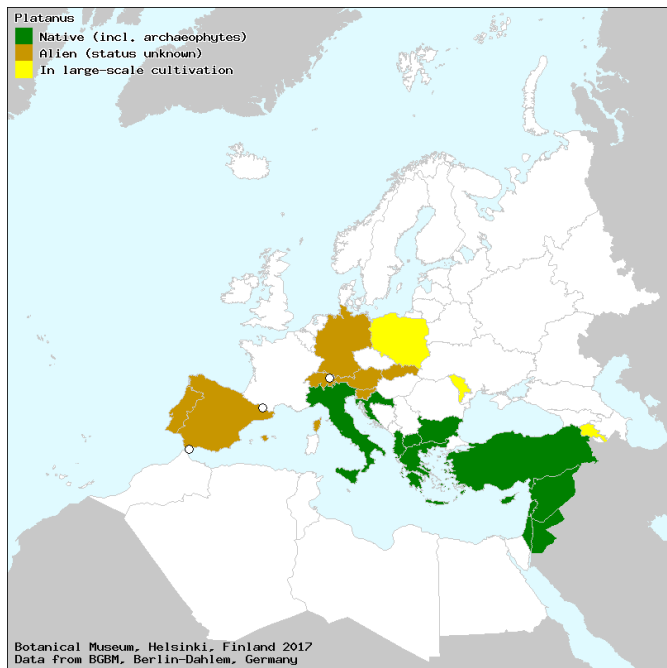 Platanus
Native (incl. archaeophytes)
Alien (status unknown)
In large-scale cultivation
Botanical Museum, Helsinki, Finland 2017
Data from BGBM, Berlin-Dahlem, Germany